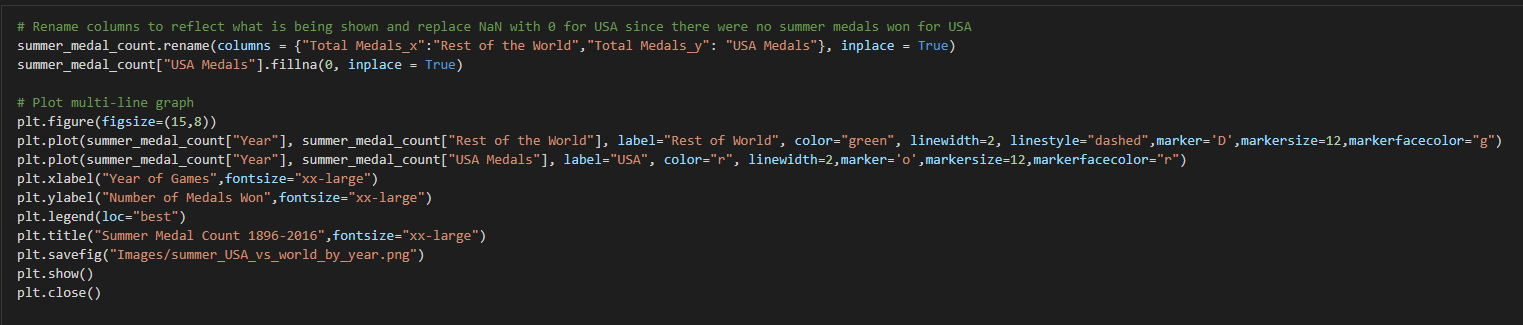 # Rename columns to reflect what is being shown and replace NaN with 0 for USA since there were no summer medals won for USA
summer_medal_count.rename(columns = {"Total Medals_x":"Rest of the World","Total Medals_y": "USA Medals"}, inplace = True)
summer_medal_count["USA Medals"].fillna(0, inplace = True)
# Plot multi-line graph
plt.figure(figsize=(15,8))
plt.plot(summer_medal_count["Year"], summer_medal_count["Rest of the World"], label="Rest of World", color="green", linewidth=2, linestyle="dashed",marker='D',markersize=12,markerfacecolor="g")
plt.plot(summer_medal_count["Year"], summer_medal_count["USA Medals"], label="USA", color="r", linewidth=2,marker='o',markersize=12,markerfacecolor="r")
plt.xlabel("Year of Games",fontsize="xx-large")
plt.ylabel("Number of Medals Won",fontsize="xx-large")
plt.legend(loc="best")
plt.title("Summer Medal Count 1896-2016",fontsize="xx-large")
plt.savefig("Images/summer_USA_vs_world_by_year.png")
plt.show()
plt.close()